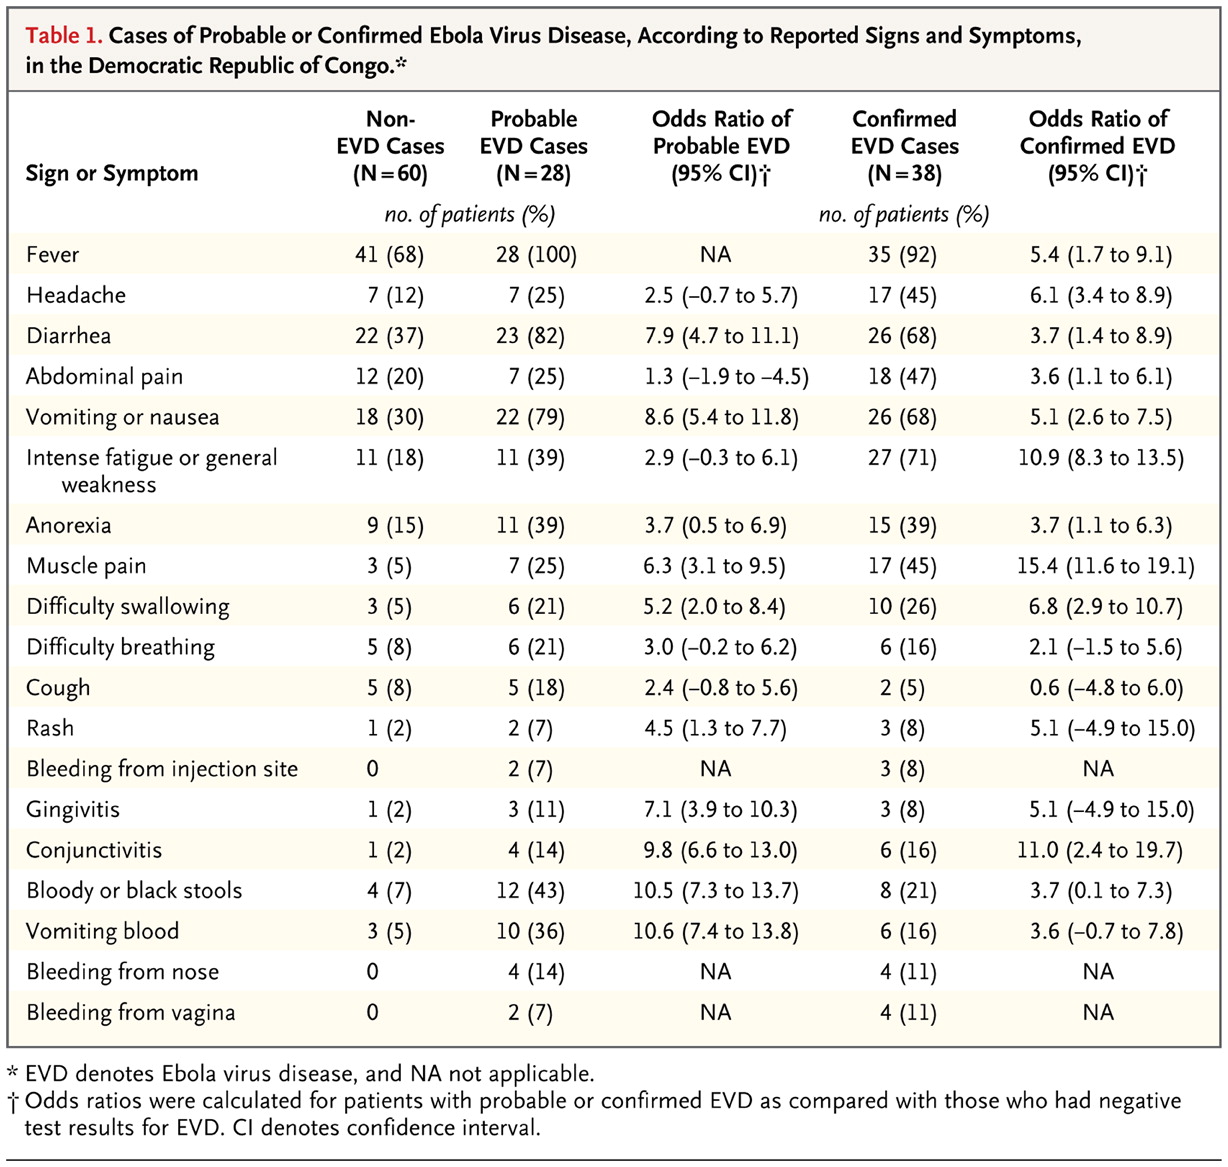 Table 1. Cases of Probable or Confirmed Ebola Virus Disease, According to Reported Signs and Symptoms,
in the Democratic Republic of Congo.*
Sign or Symptom
Non-
EVD Cases
(N=60)
Probable
EVD Cases
(N=28)
Odds Ratio of
Probable EVD
(95% CI)†
Confirmed
EVD Cases
(N=38)
Odds Ratio of
Confirmed EVD
(95% CI)†
no. of patients (%) no. of patients (%)
Fever 41 (68) 28 (100) NA 35 (92) 5.4 (1.7 to 9.1)
Headache 7 (12) 7 (25) 2.5 (–0.7 to 5.7) 17 (45) 6.1 (3.4 to 8.9)
Diarrhea 22 (37) 23 (82) 7.9 (4.7 to 11.1) 26 (68) 3.7 (1.4 to 8.9)
Abdominal pain 12 (20) 7 (25) 1.3 (–1.9 to –4.5) 18 (47) 3.6 (1.1 to 6.1)
Vomiting or nausea 18 (30) 22 (79) 8.6 (5.4 to 11.8) 26 (68) 5.1 (2.6 to 7.5)
Intense fatigue or general 11 (18) 11 (39) 2.9 (–0.3 to 6.1) 27 (71) 10.9 (8.3 to 13.5)
weakness
Anorexia 9 (15) 11 (39) 3.7 (0.5 to 6.9) 15 (39) 3.7 (1.1 to 6.3)
Muscle pain 3 (5) 7 (25) 6.3 (3.1 to 9.5) 17 (45) 15.4 (11.6 to 19.1)
Difficulty swallowing 3 (5) 6 (21) 5.2 (2.0 to 8.4) 10 (26) 6.8 (2.9 to 10.7)
Difficulty breathing 5 (8) 6 (21) 3.0 (–0.2 to 6.2) 6 (16) 2.1 (–1.5 to 5.6)
Cough 5 (8) 5 (18) 2.4 (–0.8 to 5.6) 2 (5) 0.6 (–4.8 to 6.0)
Rash 1 (2) 2 (7) 4.5 (1.3 to 7.7) 3 (8) 5.1 (–4.9 to 15.0)
Bleeding from injection site 0 2 (7) NA 3 (8) NA
Gingivitis 1 (2) 3 (11) 7.1 (3.9 to 10.3) 3 (8) 5.1 (–4.9 to 15.0)
Conjunctivitis 1 (2) 4 (14) 9.8 (6.6 to 13.0) 6 (16) 11.0 (2.4 to 19.7)
Bloody or black stools 4 (7) 12 (43) 10.5 (7.3 to 13.7) 8 (21) 3.7 (0.1 to 7.3)
Vomiting blood 3 (5) 10 (36) 10.6 (7.4 to 13.8) 6 (16) 3.6 (–0.7 to 7.8)
Bleeding from nose 0 4 (14) NA 4 (11) NA
Bleeding from vagina 0 2 (7) NA 4 (11) NA
* EVD denotes Ebola virus disease, and NA not applicable.
† Odds ratios were calculated for patients with probable or confirmed EVD as compared with those who had negative
test results for EVD. CI denotes confidence interval.